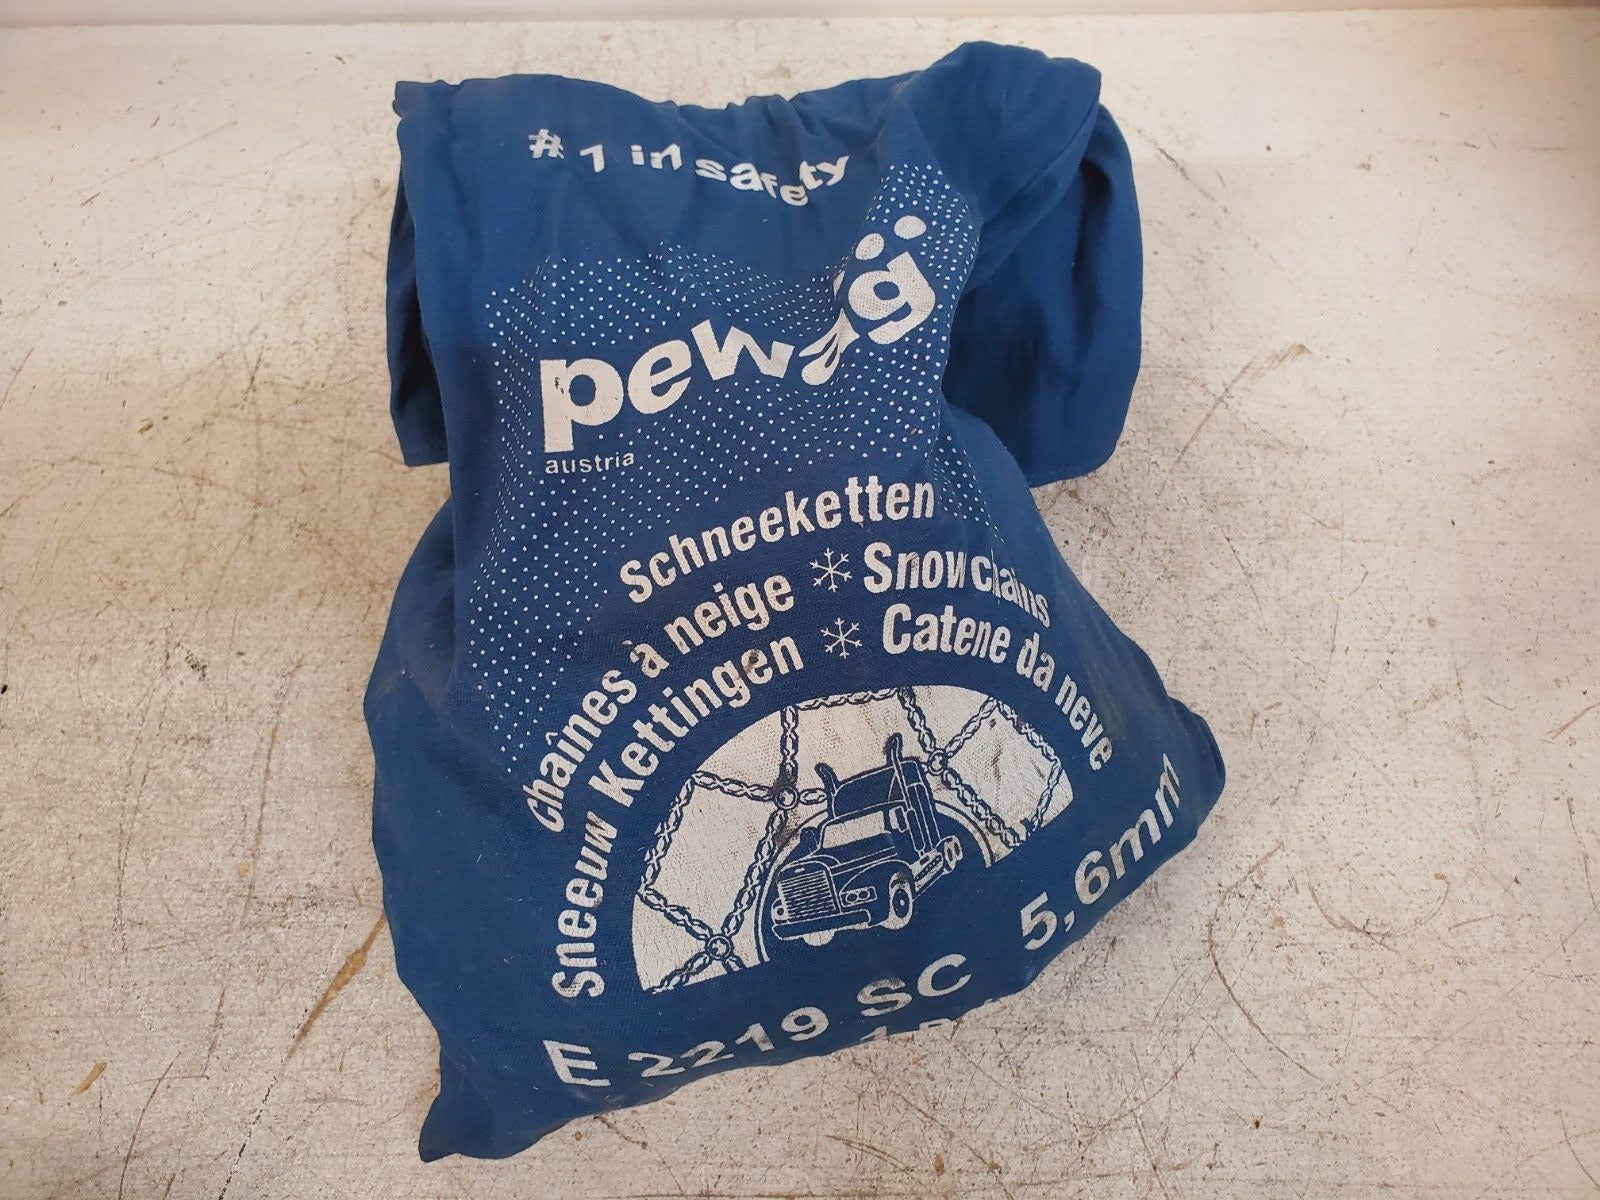 #1 in safety
pewag
austria
Schneeketten
Chaînes à neige Snow chains
Sneeuw Kettingen Catene da neve
E 2219 SC 5,6mm